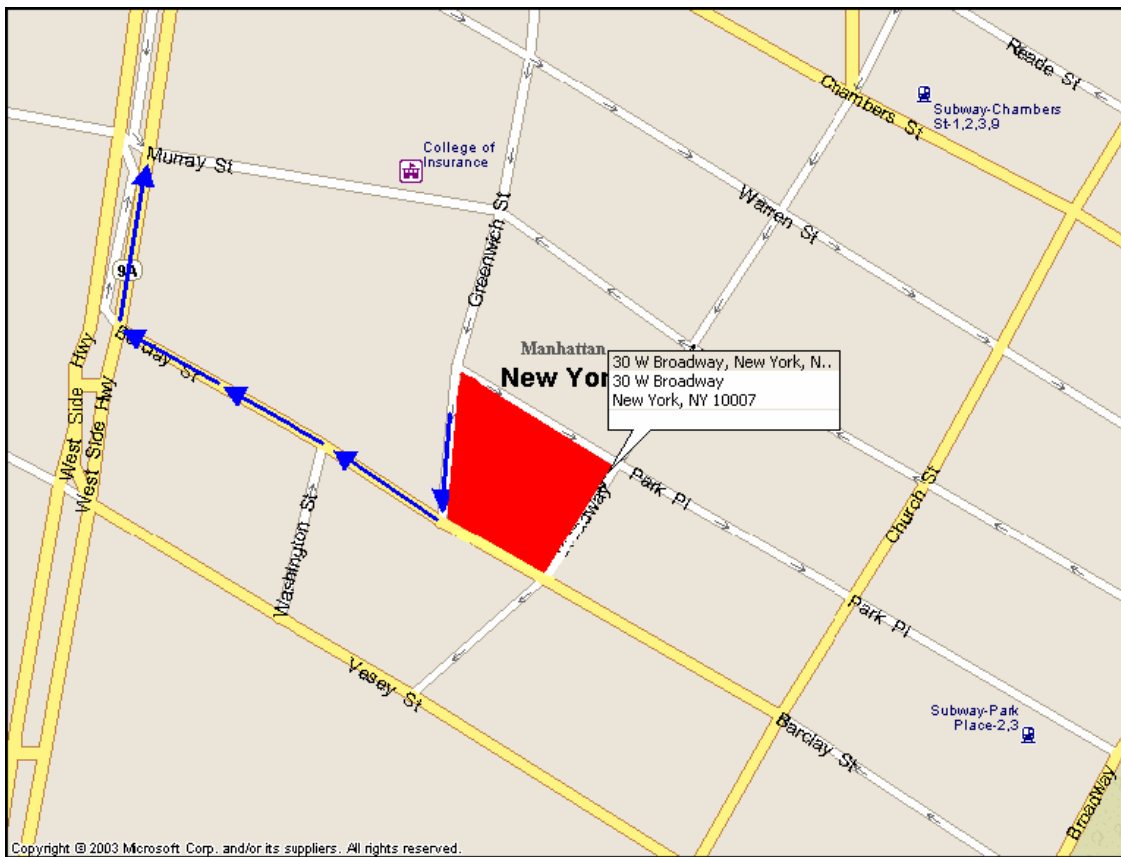 Reade St
Chambers St
Subway-Chambers
St-1,2,3,9
College of
Insurance
Murray St
Warren St
Greenwich St
9A
Manhattan
30 W Broadway, New York, N..
30 W Broadway
New York, NY 10007
West Side Hwy
West Side Hwy
Park Pl
Church St
Washington St
Park Pl
Vesey St
Subway-Park
Place-2,3
Barclay St
Broadway
Copyright © 2003 Microsoft Corp. and/or its suppliers. All rights reserved.